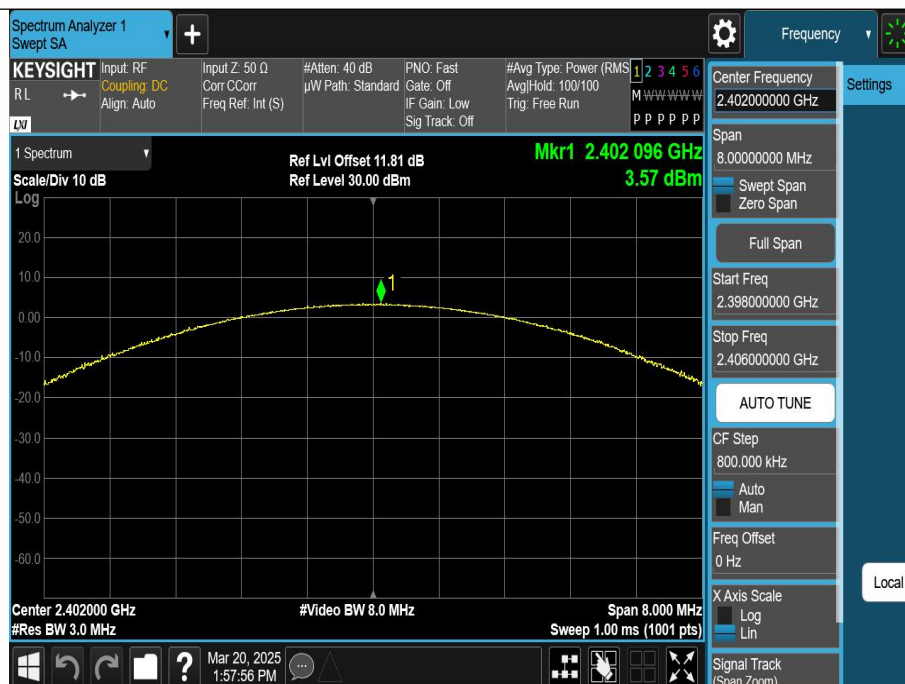 Spectrum Analyzer 1
Swept SA
Frequency
KEYSIGHT
RL
LXI
Input: RF
Coupling: DC
Align: Auto
Input Z: 50 Ω
Corr CCorr
Freq Ref: Int (S)
#Atten: 40 dB
µW Path: Standard
PNO: Fast
Gate: Off
IF Gain: Low
Sig Track: Off
#Avg Type: Power (RMS
Avg|Hold: 100/100
Trig: Free Run
1 2 3 4 5 6
M W W W W W
P P P P P P
1 Spectrum
Scale/Div 10 dB
Log
Ref Lvl Offset 11.81 dB
Ref Level 30.00 dBm
Mkr1 2.402 096 GHz
3.57 dBm
1
20.0
10.0
0.00
-10.0
-20.0
-30.0
-40.0
-50.0
-60.0
Center 2.402000 GHz
#Res BW 3.0 MHz
#Video BW 8.0 MHz
Span 8.000 MHz
Sweep 1.00 ms (1001 pts)
?
Mar 20, 2025
1:57:56 PM
Center Frequency
2.402000000 GHz
Settings
Span
8.00000000 MHz
Swept Span
Zero Span
Full Span
Start Freq
2.398000000 GHz
Stop Freq
2.406000000 GHz
AUTO TUNE
CF Step
800.000 kHz
Auto
Man
Freq Offset
0 Hz
Local
X Axis Scale
Log
Lin
Signal Track
(Span Zoom)